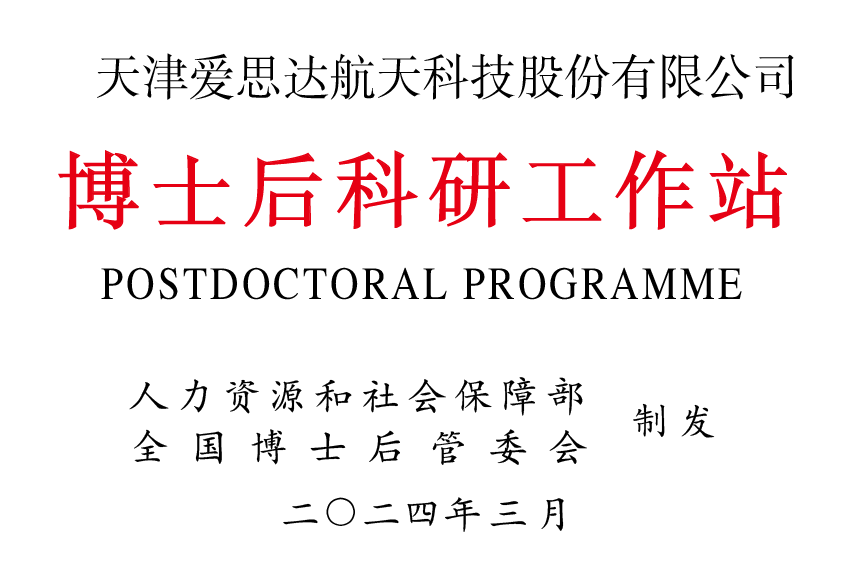 天津爱思达航天科技股份有限公司
博士后科研工作站
POSTDOCTORAL PROGRAMME
人力资源和社会保障部
全国博士后管委会
制发
二〇二四年三月